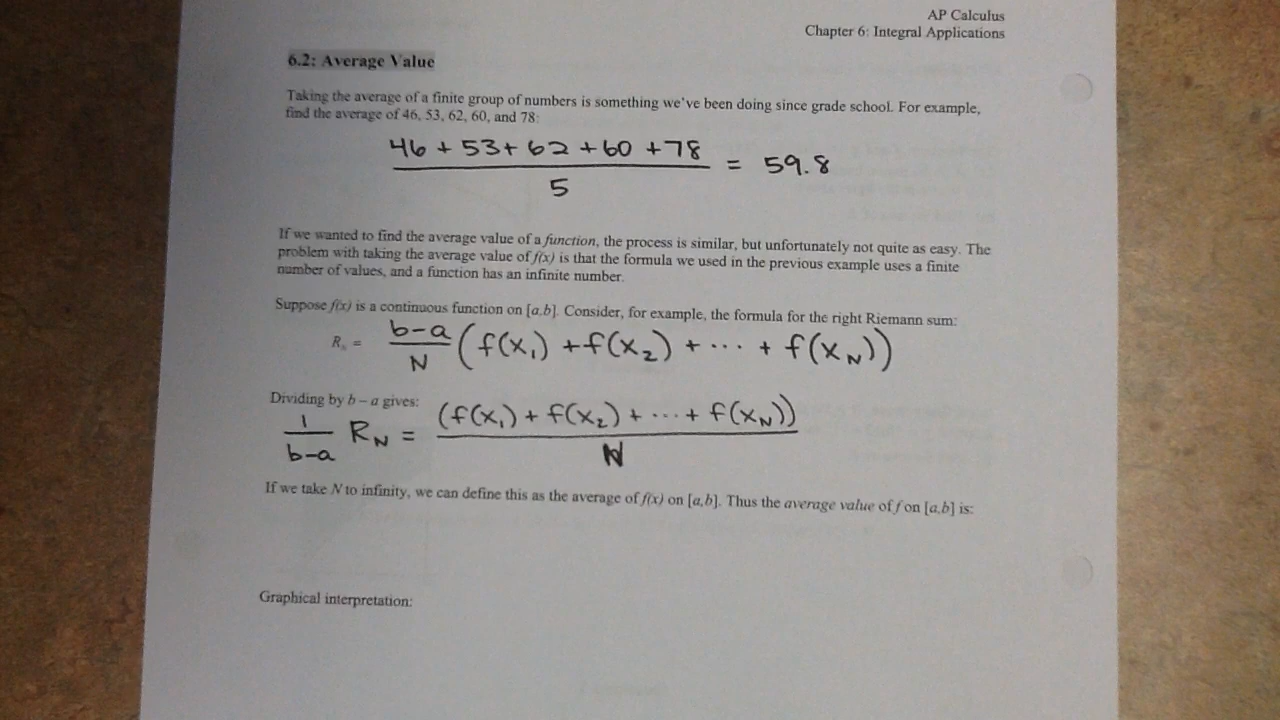 AP Calculus
Chapter 6: Integral Applications
6.2: Average Value
Taking the average of a finite group of numbers is something we've been doing since grade school. For example,
find the average of 46, 53, 62, 60, and 78:
46 + 53 + 62 + 60 + 78
= 59.8
5
If we wanted to find the average value of a function, the process is similar, but unfortunately not quite as easy. The
problem with taking the average value of f(x) is that the formula we used in the previous example uses a finite
number of values, and a function has an infinite number.
Suppose f(x) is a continuous function on [a,b]. Consider, for example, the formula for the right Riemann sum:
b-a
R_N = (f(x₁) + f(x₂) + ... + f(x_N))
N
Dividing by b – a gives:
1 (f(x₁) + f(x₂) + ... + f(x_N))
R_N =
b-a N
If we take N to infinity, we can define this as the average of f(x) on [a,b]. Thus the average value of f on [a,b] is:
Graphical interpretation: